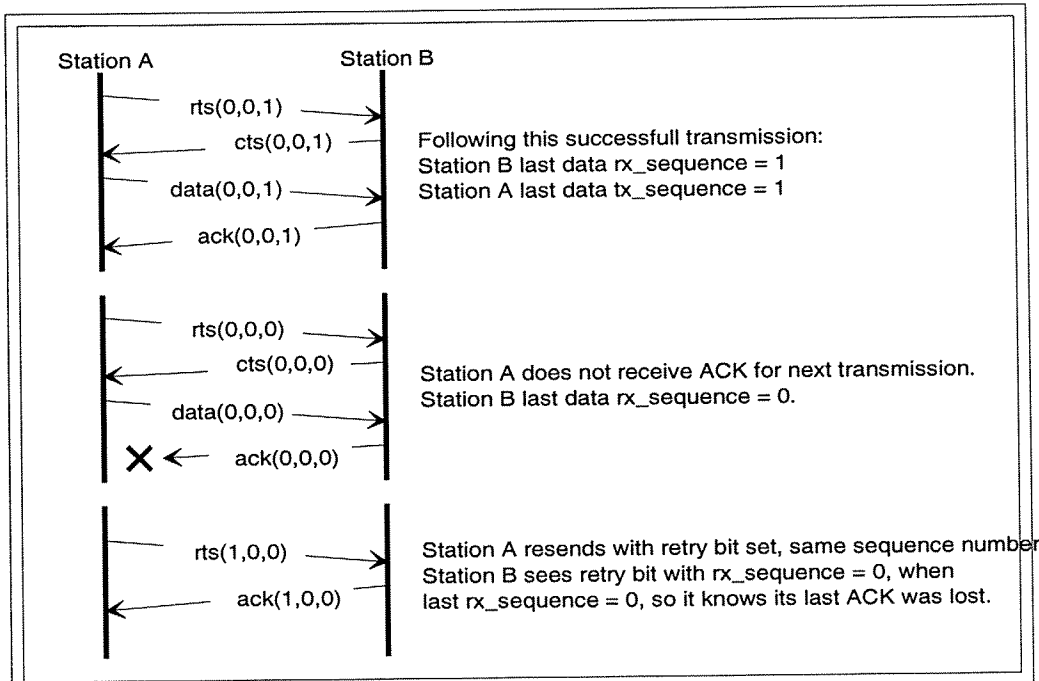 Station A
Station B
rts(0,0,1)
cts(0,0,1)
data(0,0,1)
ack(0,0,1)
Following this successfull transmission:
Station B last data rx_sequence = 1
Station A last data tx_sequence = 1
rts(0,0,0)
cts(0,0,0)
data(0,0,0)
ack(0,0,0)
Station A does not receive ACK for next transmission.
Station B last data rx_sequence = 0.
rts(1,0,0)
ack(1,0,0)
Station A resends with retry bit set, same sequence number
Station B sees retry bit with rx_sequence = 0, when
last rx_sequence = 0, so it knows its last ACK was lost.